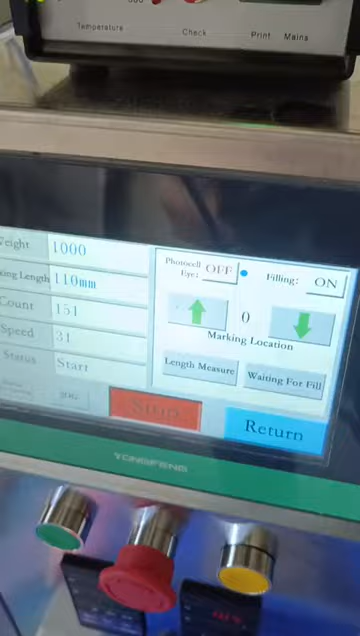 Temperature
Check
Print
Mains
Weight 1000
Length 110mm
Count 151
Speed 31
Status Start
Photocell Eye: OFF
Filling: ON
0
Marking Location
Length Measure
Waiting For Fill
Stop
Return
YONGFENG